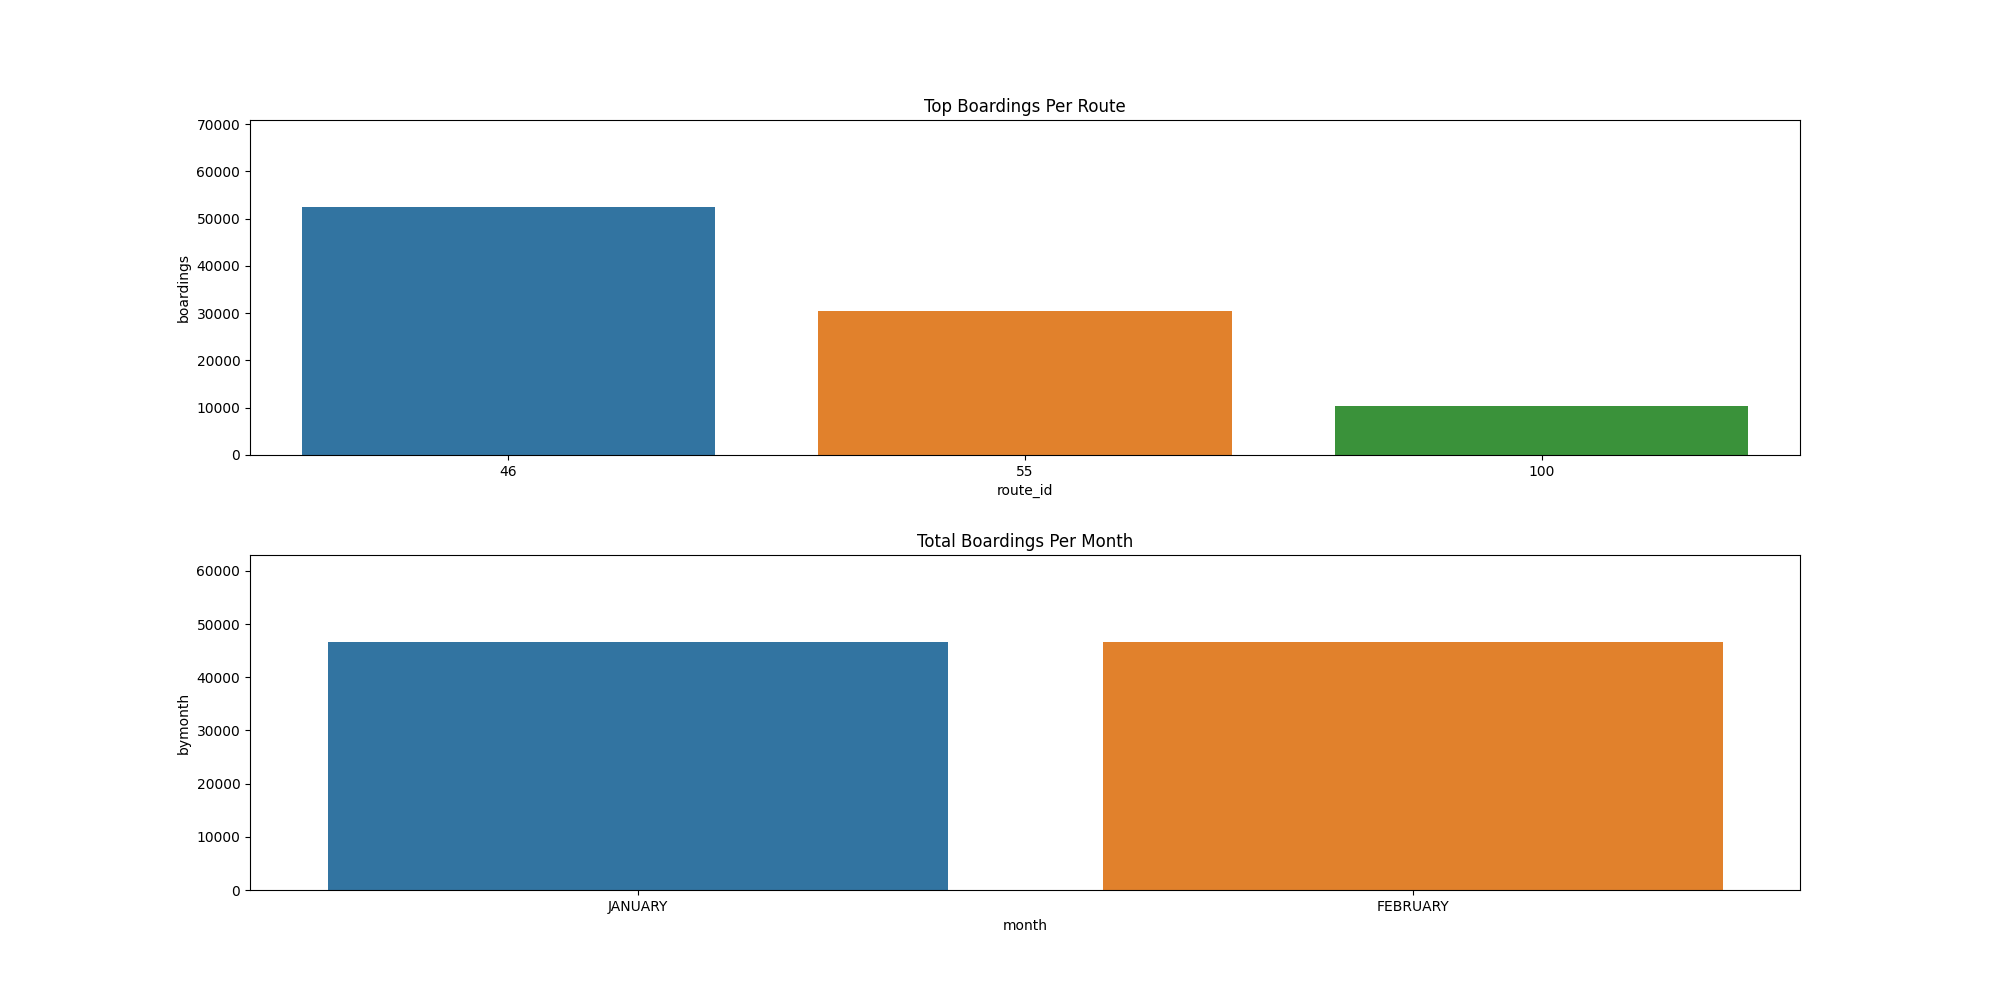 Top Boardings Per Route
70000
60000
50000
40000
30000
20000
10000
0
boardings
46 55 100
route_id
Total Boardings Per Month
60000
50000
40000
30000
20000
10000
0
bymonth
JANUARY FEBRUARY
month